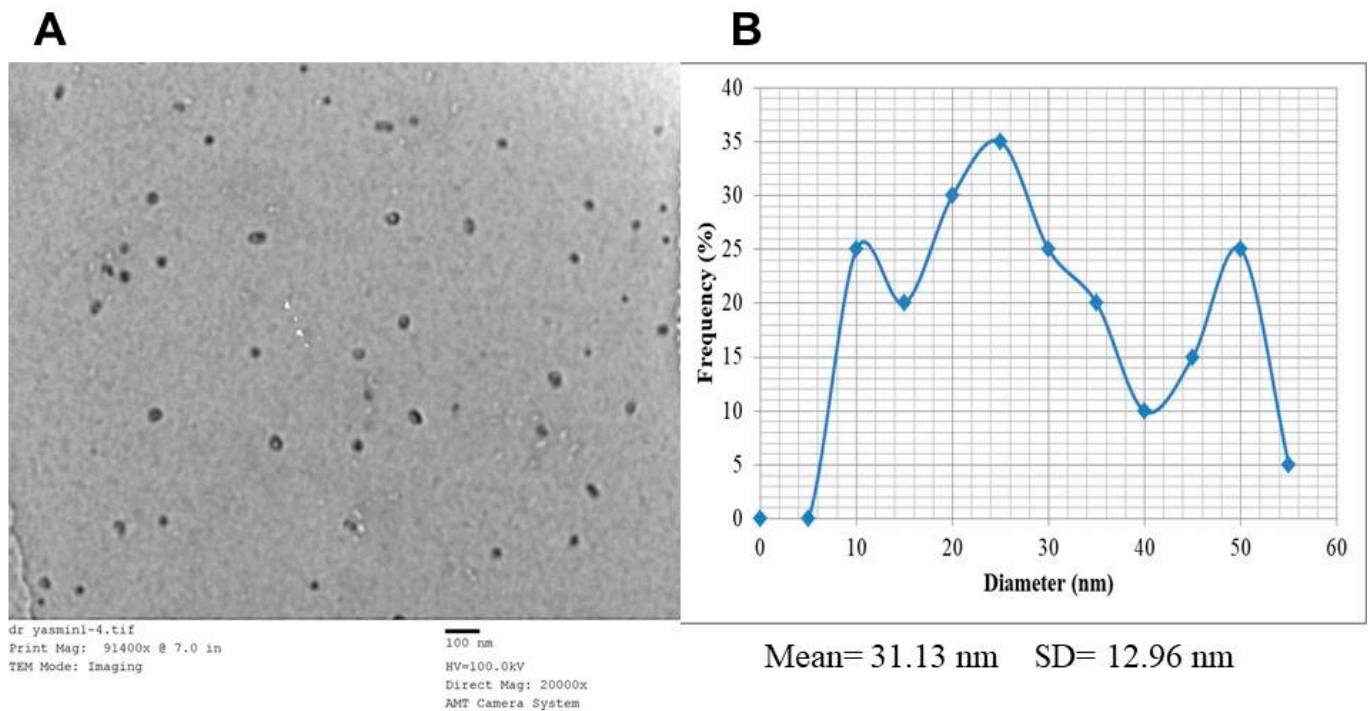 A
B
dr yasmin1-4.tif
Print Mag: 91400x @ 7.0 in
TEM Mode: Imaging
100 nm
HV=100.0kV
Direct Mag: 20000x
AMT Camera System
Frequency (%)
40
35
30
25
20
15
10
5
0
0 10 20 30 40 50 60
Diameter (nm)
Mean= 31.13 nm SD= 12.96 nm